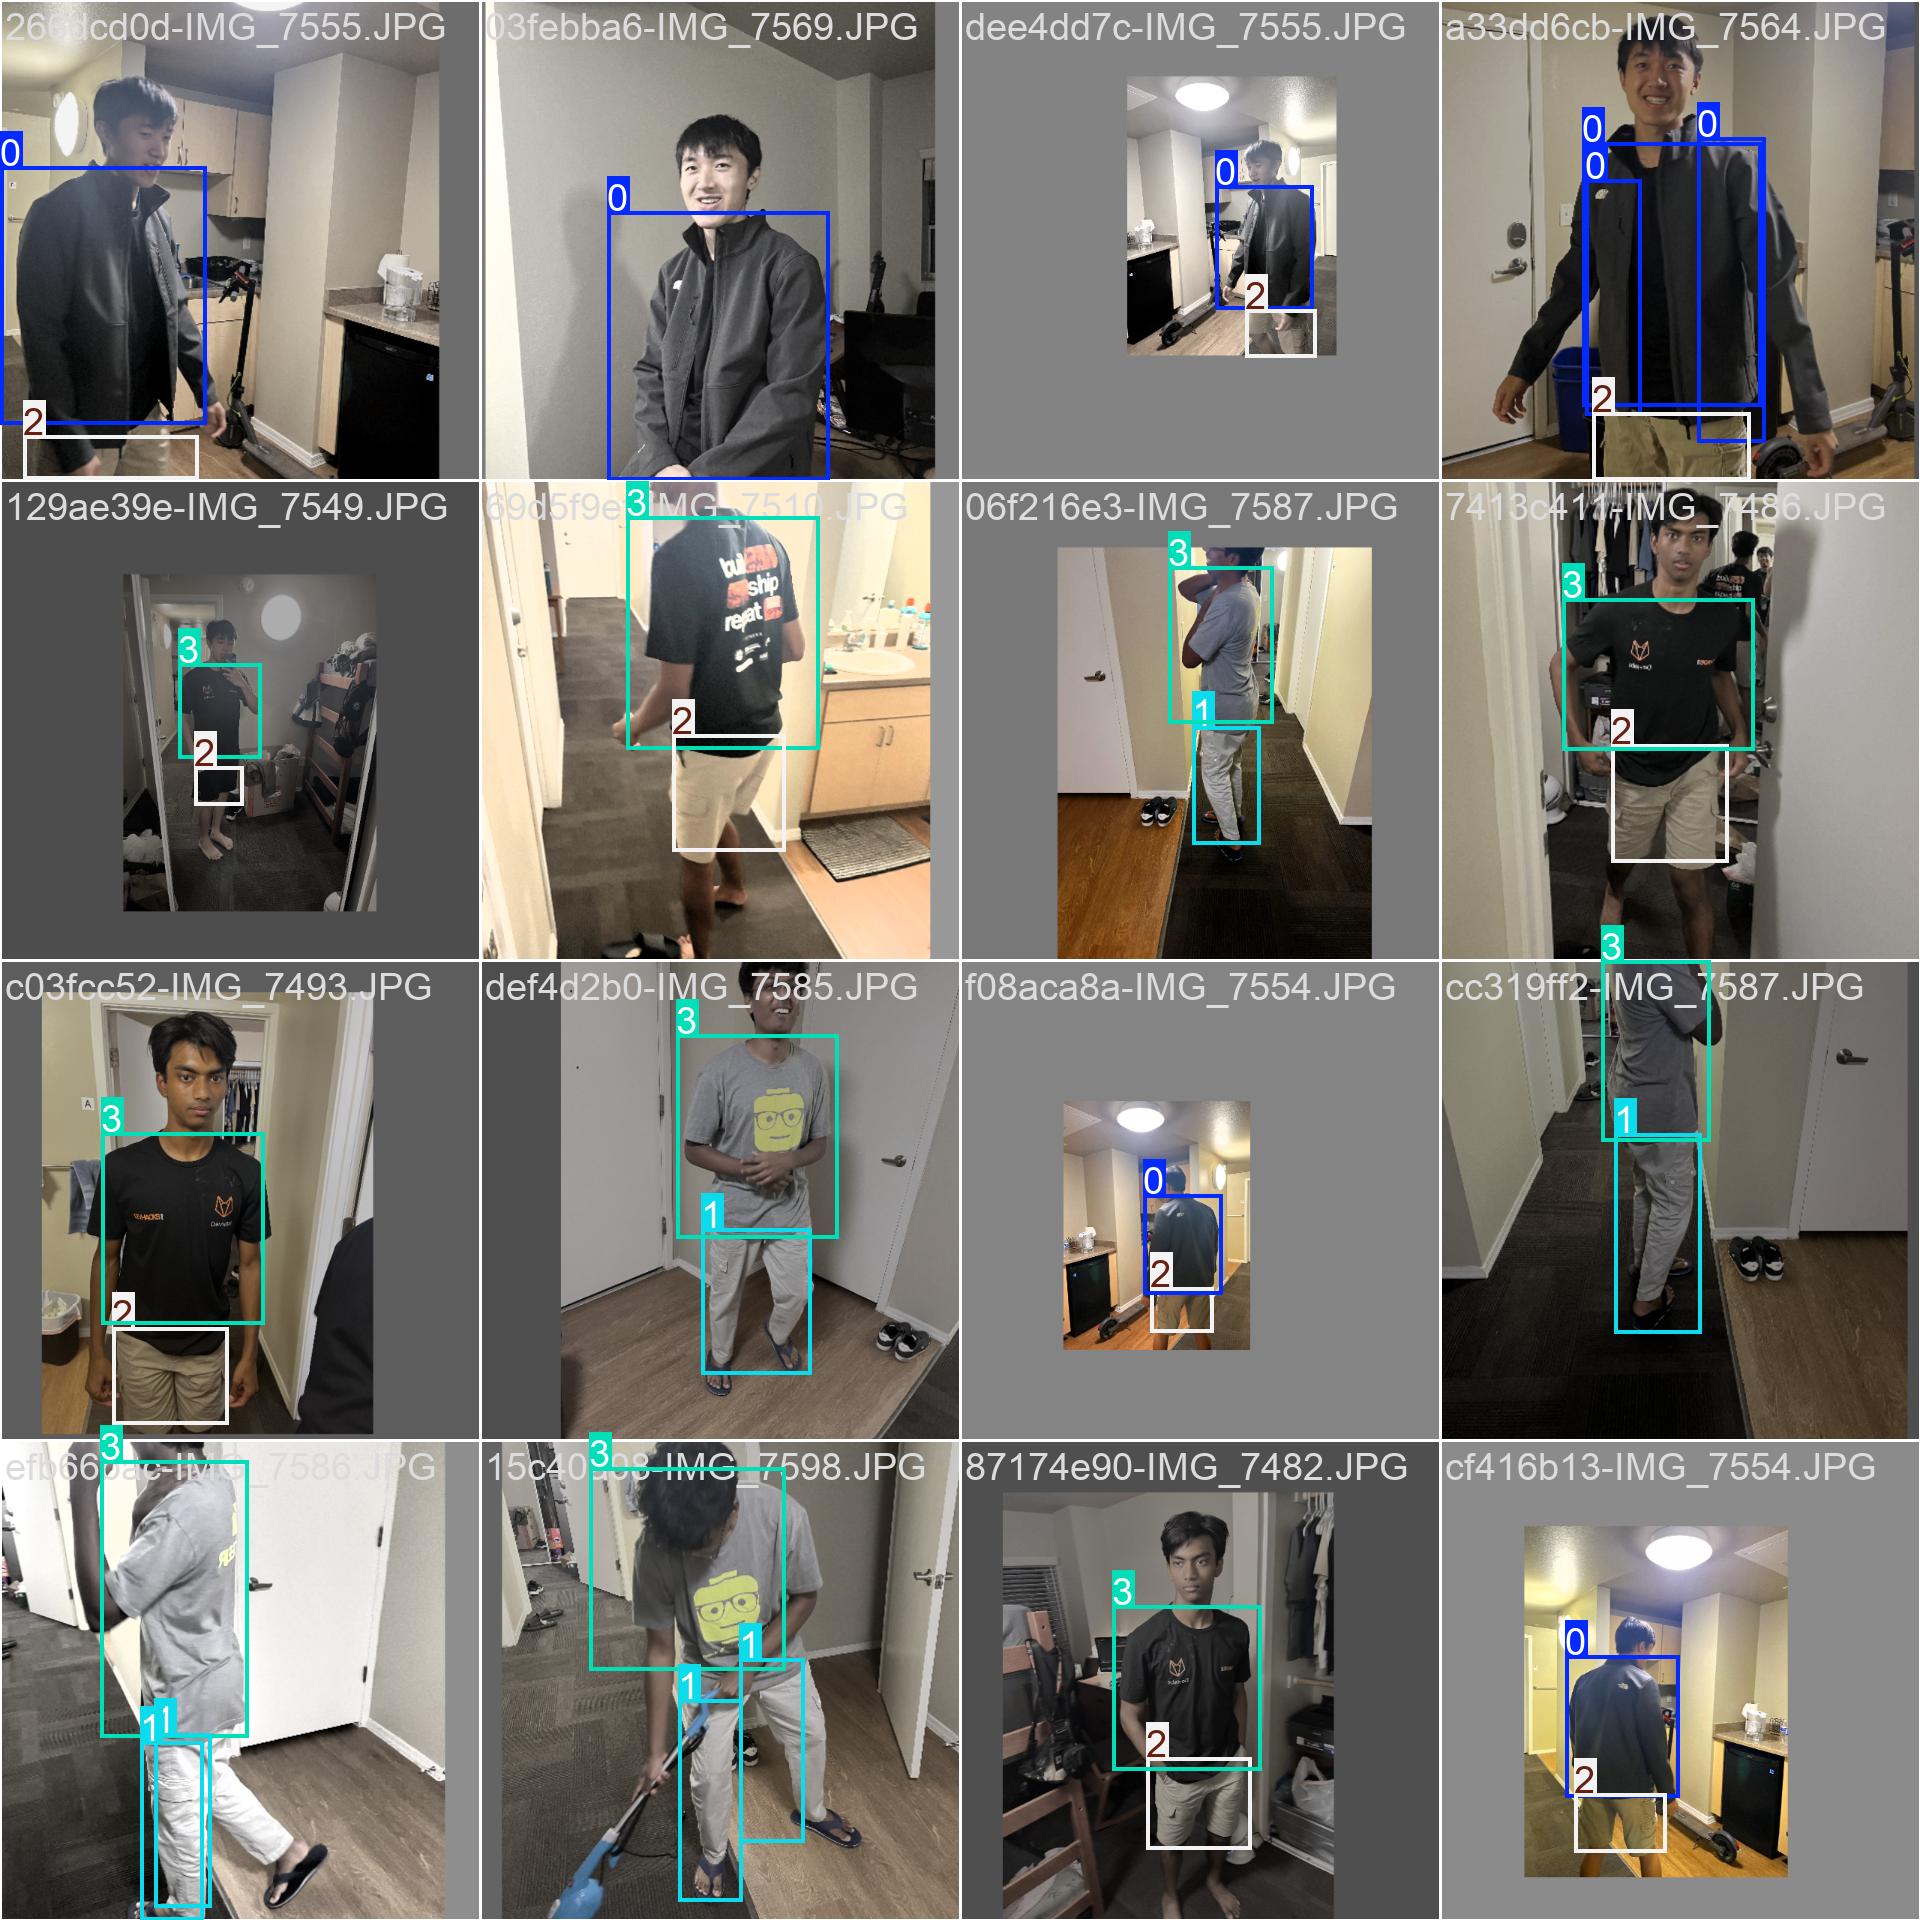 266dcd0d-IMG_7555.JPG
03febba6-IMG_7569.JPG
dee4dd7c-IMG_7555.JPG
a33dd6cb-IMG_7564.JPG
0
2
0
0
2
0
0
0
2
129ae39e-IMG_7549.JPG
IMG_7510.JPG
06f216e3-IMG_7587.JPG
7413c411-IMG_7486.JPG
3
2
3
build
ship
repeat
2
3
1
3
2
c03fcc52-IMG_7493.JPG
def4d2b0-IMG_7585.JPG
f08aca8a-IMG_7554.JPG
cc319ff2-IMG_7587.JPG
A
3
2
3
1
0
2
3
1
IMG_7586.JPG
IMG_7598.JPG
87174e90-IMG_7482.JPG
cf416b13-IMG_7554.JPG
3
1
1
3
1
1
3
2
0
2